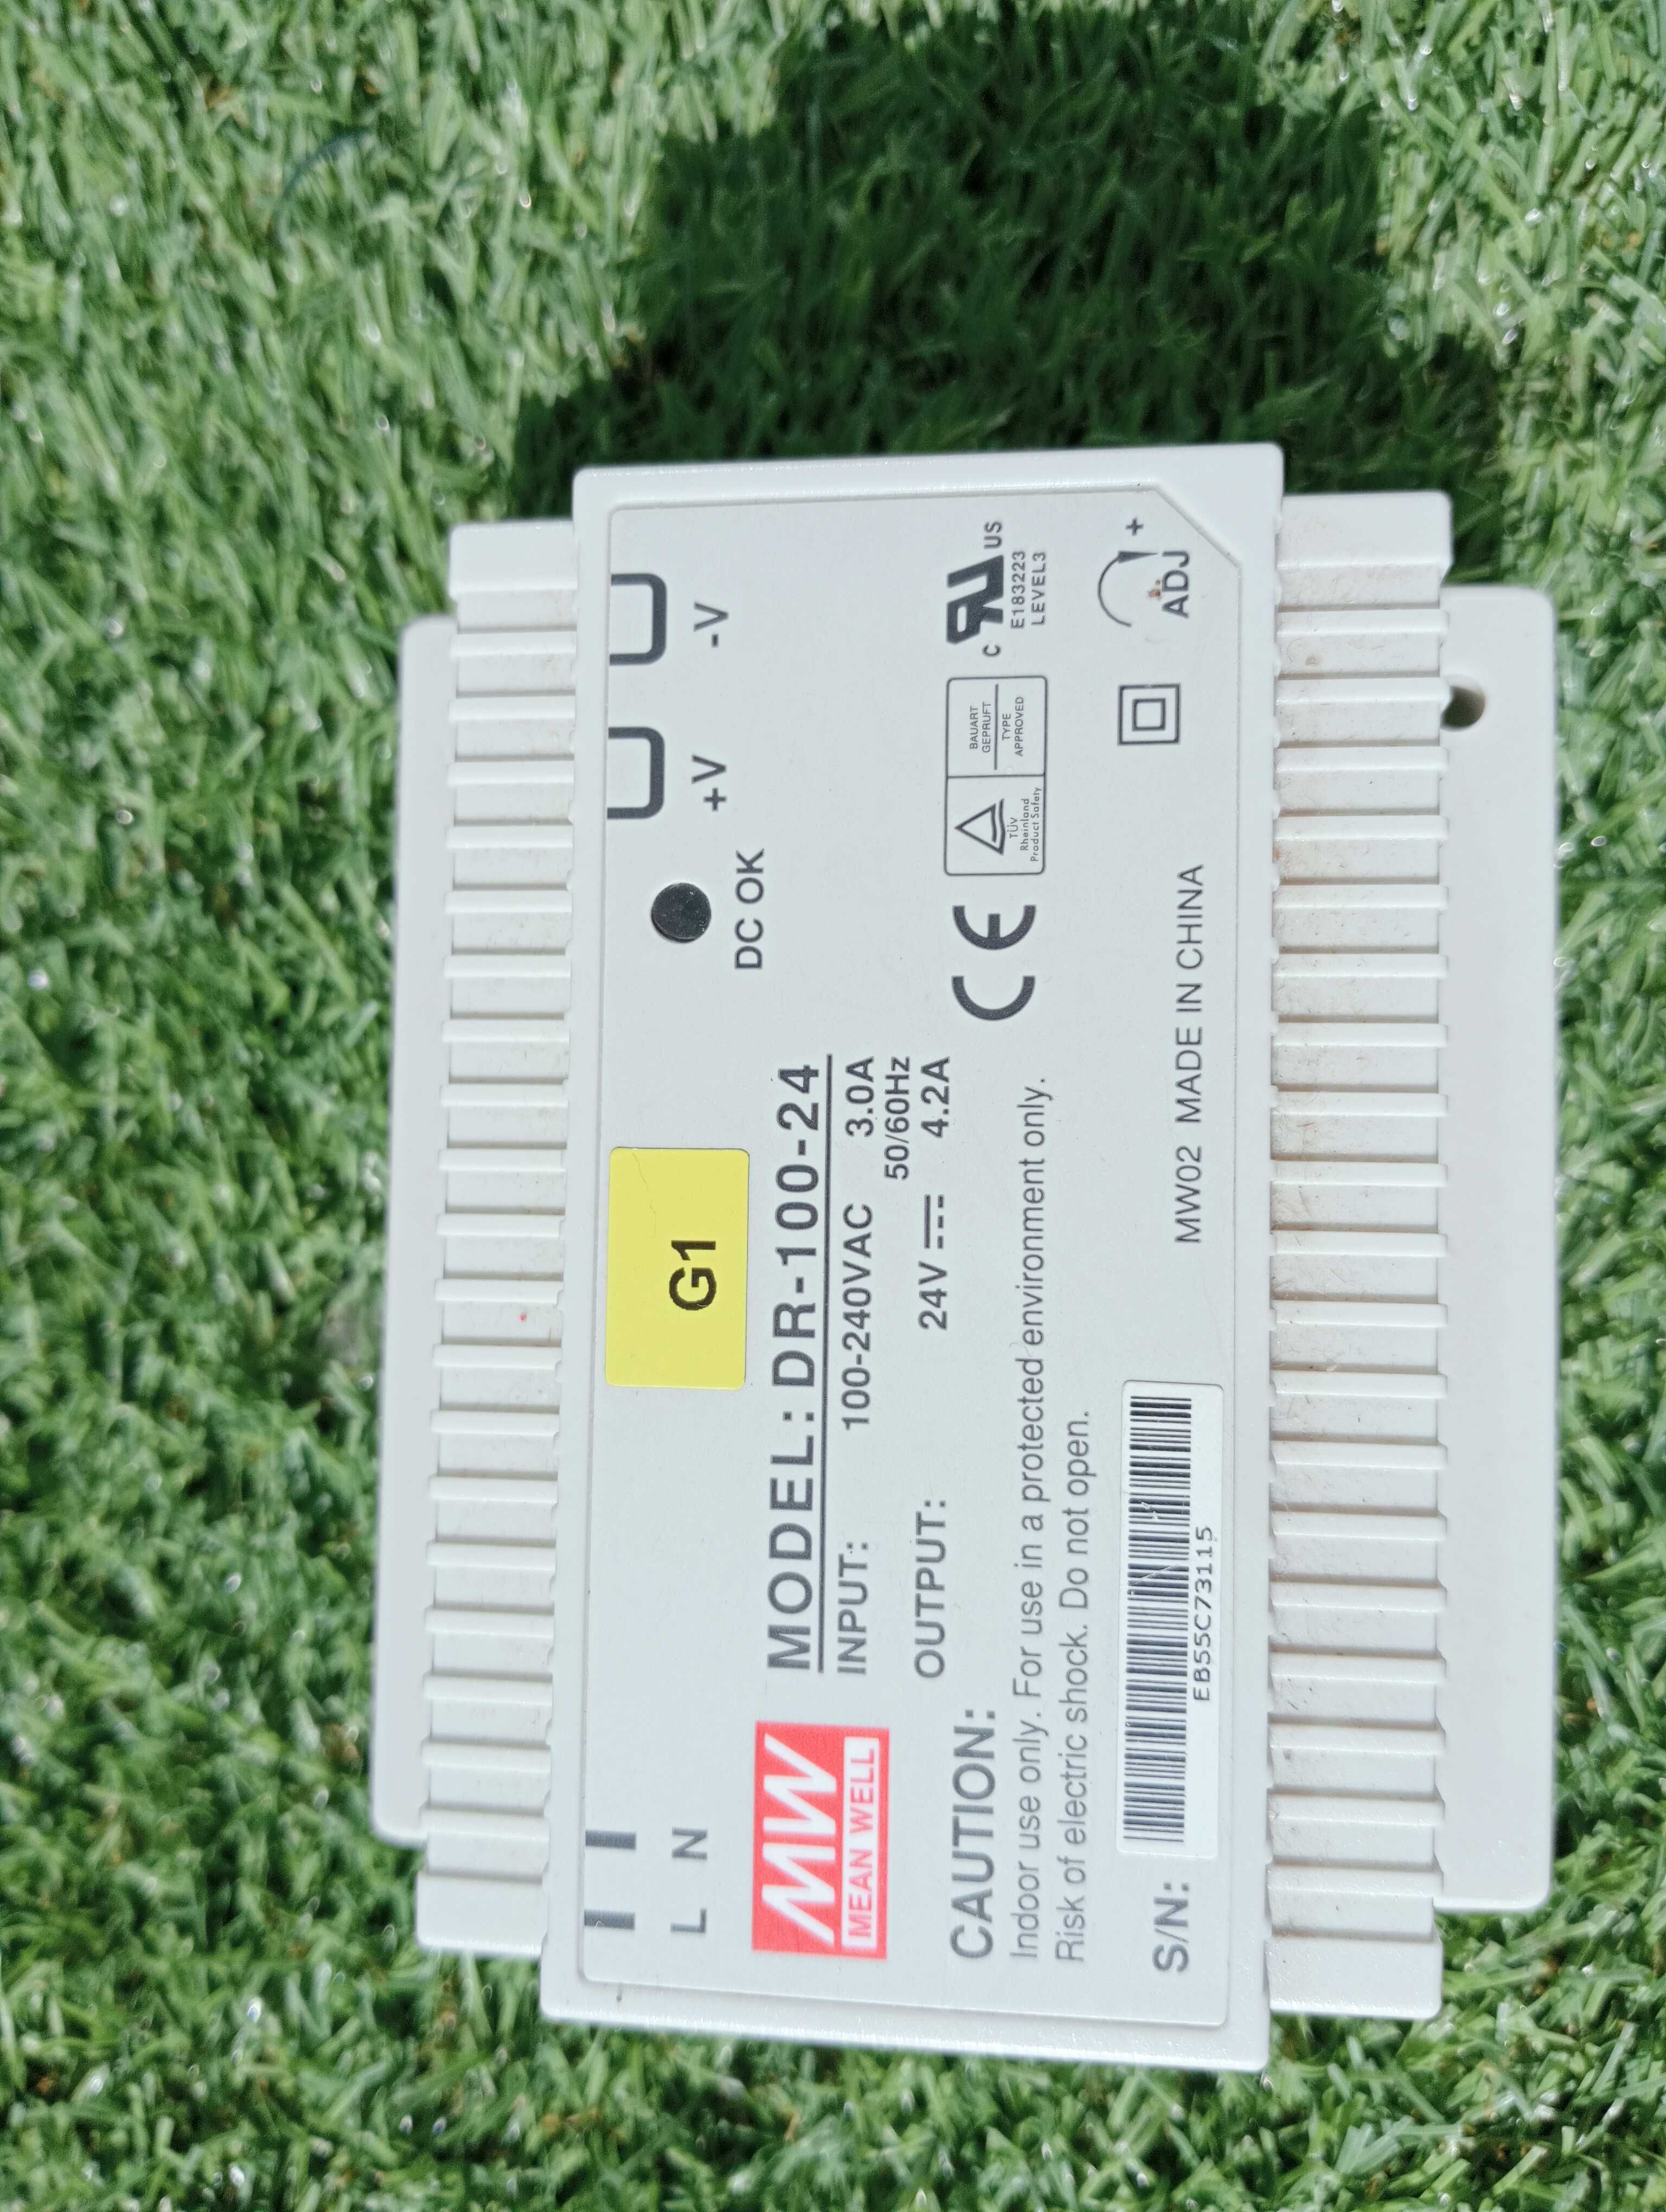 L N
G1
DC OK
+V
-V
MW
MEAN WELL
MODEL: DR-100-24
INPUT: 100-240VAC 3.0A
50/60Hz
OUTPUT: 24V 4.2A
CAUTION:
Indoor use only. For use in a protected environment only.
Risk of electric shock. Do not open.
CE
TÜV
Rheinland
Product Safety
BAUART
GEPRUFT
TYPE
APPROVED
c RU US
E183223
LEVEL3
S/N:
EB55C73115
MW02 MADE IN CHINA
+
ADJ